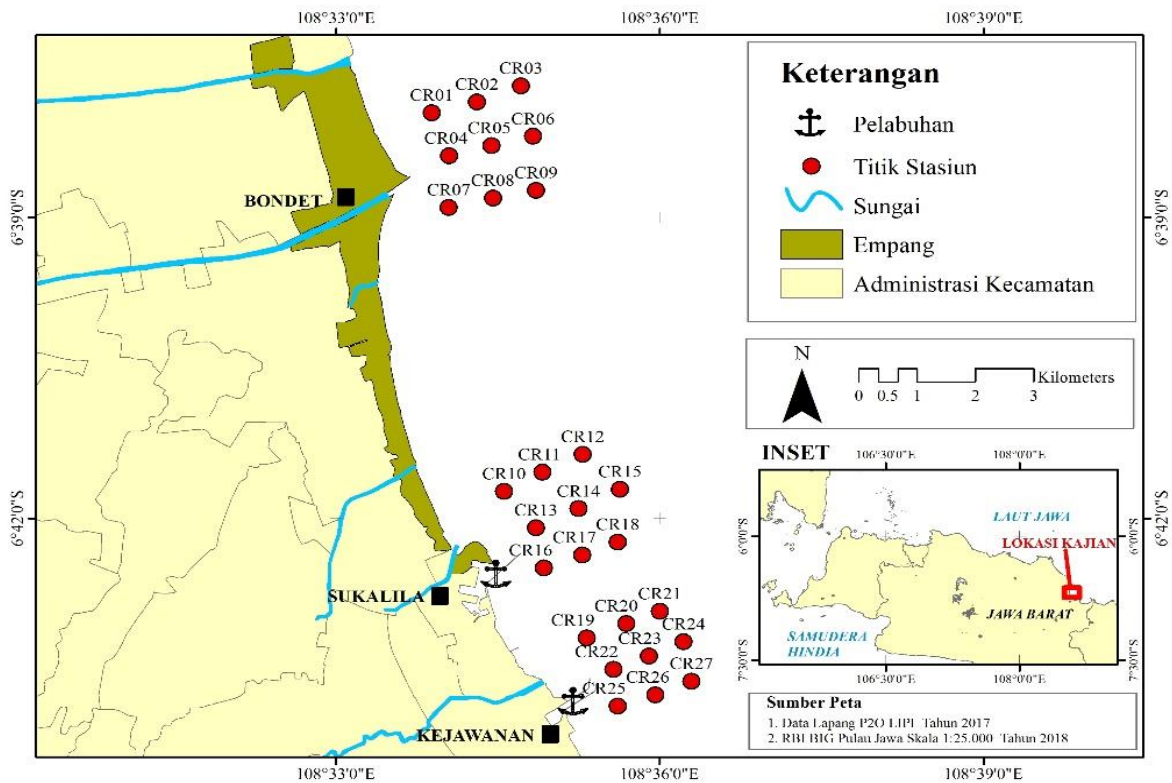 108°33'0"E
108°36'0"E
108°39'0"E
6°39'0"S
6°42'0"S
CR01
CR02
CR03
CR04
CR05
CR06
CR07
CR08
CR09
BONDET
CR10
CR11
CR12
CR13
CR14
CR15
CR16
CR17
CR18
SUKALILA
CR19
CR20
CR21
CR22
CR23
CR24
CR25
CR26
CR27
KEJAWANAN
Keterangan
Pelabuhan
Titik Stasiun
Sungai
Empang
Administrasi Kecamatan
6°39'0"S
6°42'0"S
N
Kilometers
0 0.5 1 2 3
INSET
106°30'0"E
108°0'0"E
6°0'0"S
7°30'0"S
LAUT JAWA
LOKASI KAJIAN
JAWA BARAT
SAMUDERA
HINDIA
6°0'0"S
7°30'0"S
106°30'0"E
108°0'0"E
Sumber Peta
1. Data Lapang P2O LIPI Tahun 2017
2. RBI BIG Pulau Jawa Skala 1:25.000 Tahun 2018
108°33'0"E
108°36'0"E
108°39'0"E